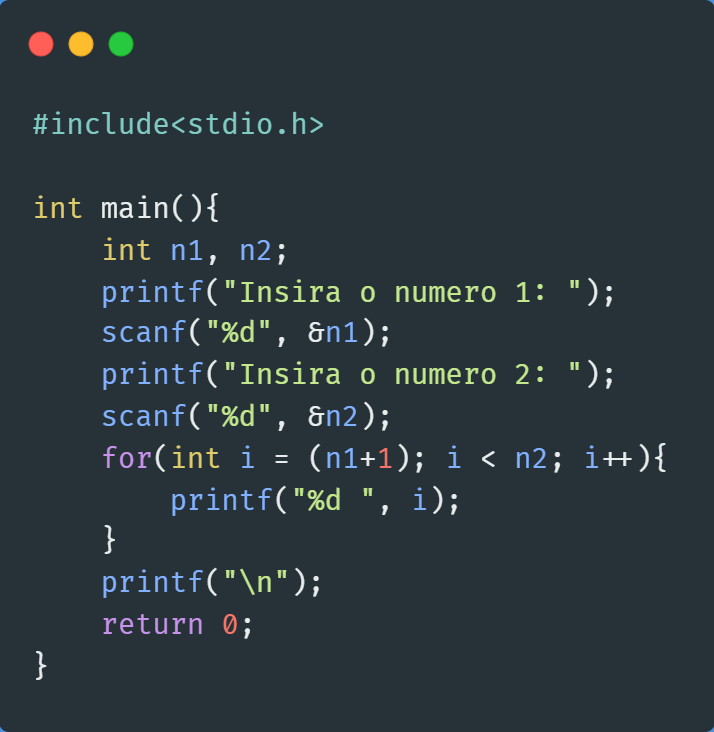 #include<stdio.h>
int main(){
    int n1, n2;
    printf("Insira o numero 1: ");
    scanf("%d", &n1);
    printf("Insira o numero 2: ");
    scanf("%d", &n2);
    for(int i = (n1+1); i < n2; i++){
        printf("%d ", i);
    }
    printf("\n");
    return 0;
}